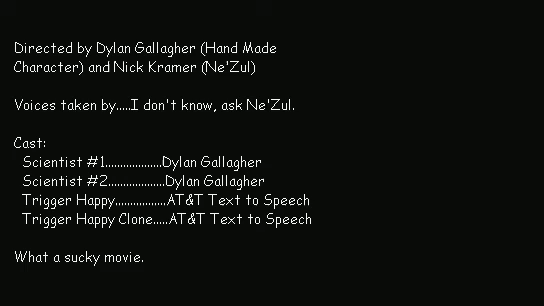 Directed by Dylan Gallagher (Hand Made
Character) and Nick Kramer (Ne'Zul)
Voices taken by.....I don't know, ask Ne'Zul.
Cast:
Scientist #1...................Dylan Gallagher
Scientist #2...................Dylan Gallagher
Trigger Happy.................AT&T Text to Speech
Trigger Happy Clone.....AT&T Text to Speech
What a sucky movie.